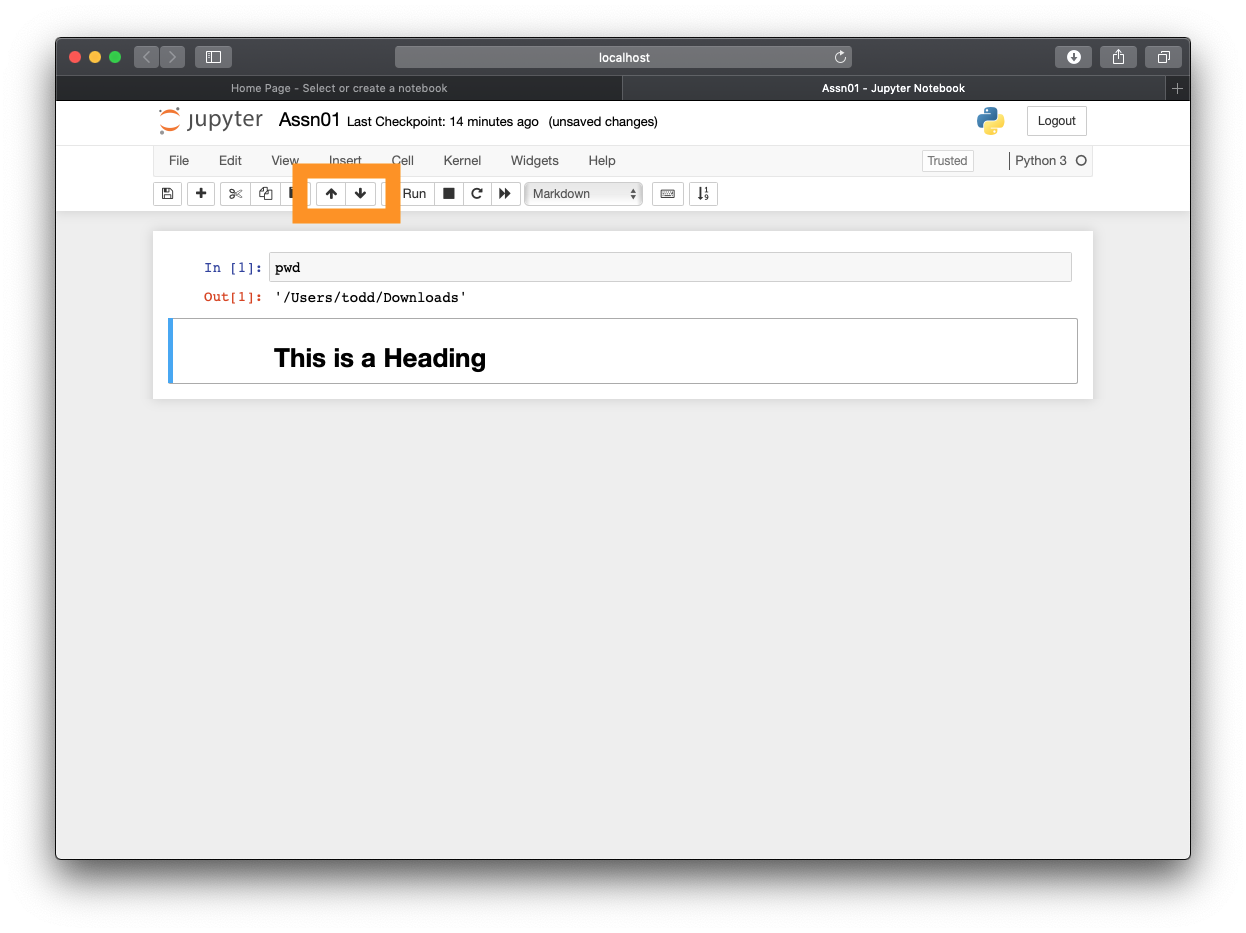 localhost
Home Page - Select or create a notebook
Assn01 - Jupyter Notebook
jupyter Assn01 Last Checkpoint: 14 minutes ago (unsaved changes)
Logout
File Edit View Insert Cell Kernel Widgets Help Trusted Python 3
Run Markdown
In [1]: pwd
Out[1]: '/Users/todd/Downloads'
This is a Heading